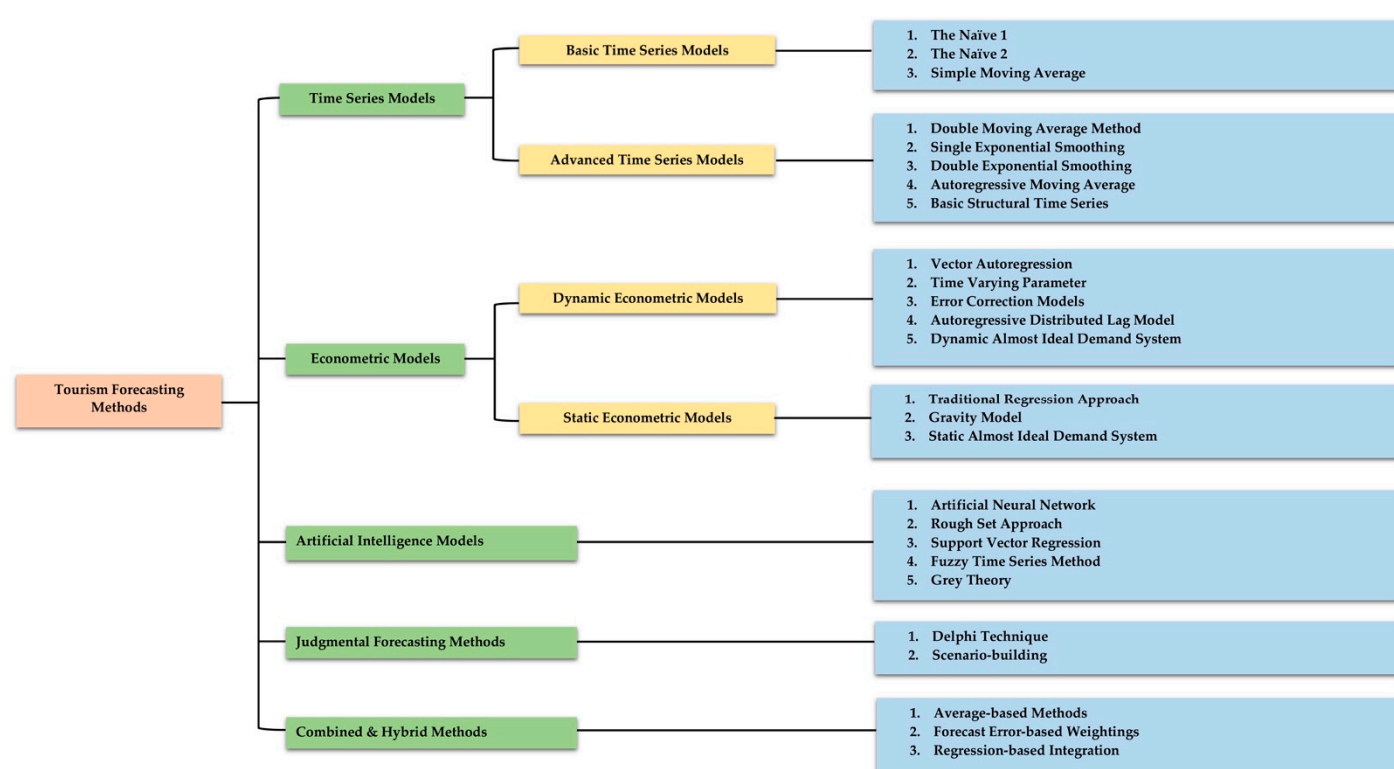 Tourism Forecasting
Methods
Time Series Models
Basic Time Series Models
1. The Naïve 1
2. The Naïve 2
3. Simple Moving Average
Advanced Time Series Models
1. Double Moving Average Method
2. Single Exponential Smoothing
3. Double Exponential Smoothing
4. Autoregressive Moving Average
5. Basic Structural Time Series
Econometric Models
Dynamic Econometric Models
1. Vector Autoregression
2. Time Varying Parameter
3. Error Correction Models
4. Autoregressive Distributed Lag Model
5. Dynamic Almost Ideal Demand System
Static Econometric Models
1. Traditional Regression Approach
2. Gravity Model
3. Static Almost Ideal Demand System
Artificial Intelligence Models
1. Artificial Neural Network
2. Rough Set Approach
3. Support Vector Regression
4. Fuzzy Time Series Method
5. Grey Theory
Judgmental Forecasting Methods
1. Delphi Technique
2. Scenario-building
Combined & Hybrid Methods
1. Average-based Methods
2. Forecast Error-based Weightings
3. Regression-based Integration